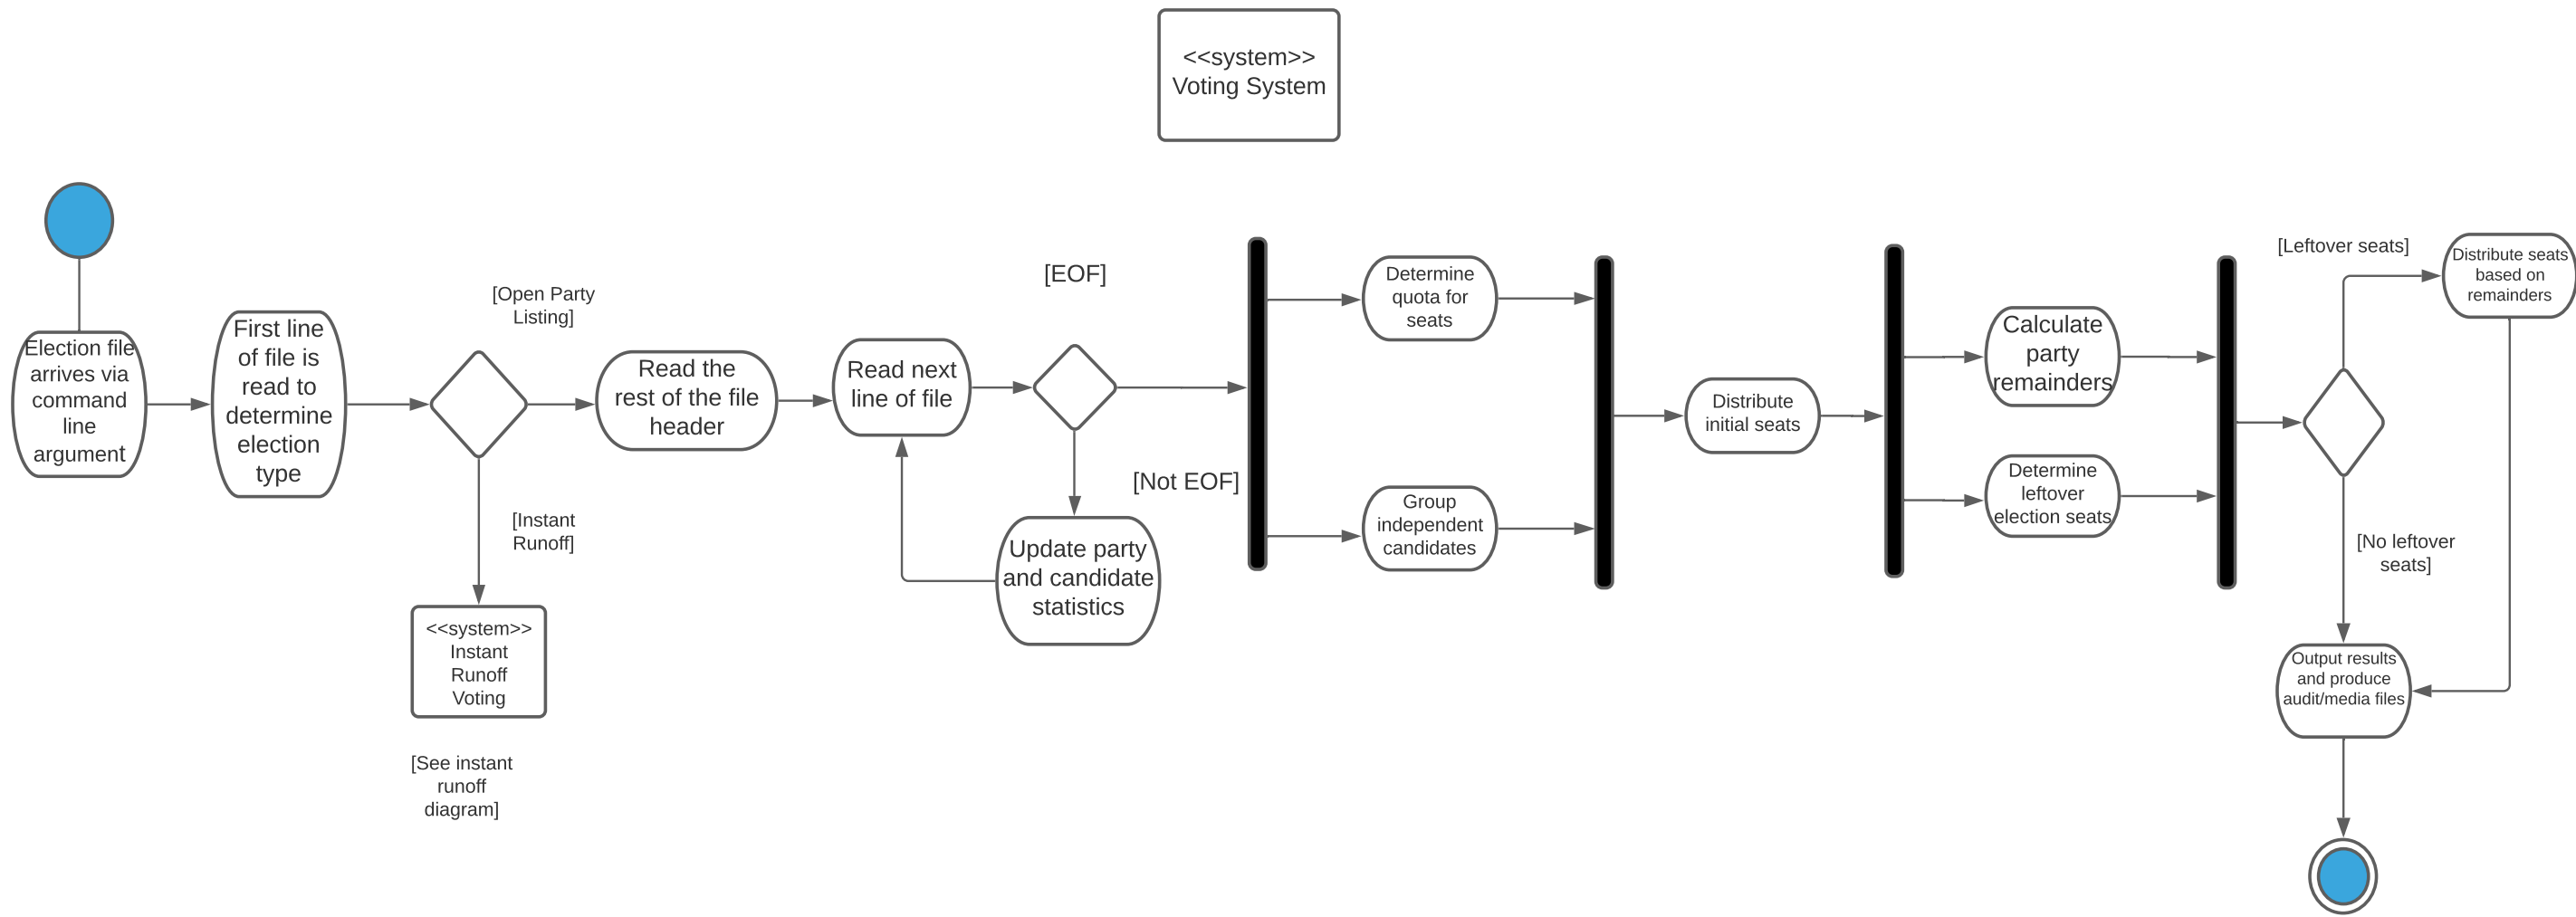 <<system>>
Voting System
Election file
arrives via
command
line
argument
First line
of file is
read to
determine
election
type
[Open Party
Listing]
[Instant
Runoff]
<<system>>
Instant
Runoff
Voting
[See instant
runoff
diagram]
Read the
rest of the file
header
Read next
line of file
[EOF]
[Not EOF]
Update party
and candidate
statistics
Determine
quota for
seats
Group
independent
candidates
Distribute
initial seats
Calculate
party
remainders
Determine
leftover
election seats
[Leftover seats]
Distribute seats
based on
remainders
[No leftover
seats]
Output results
and produce
audit/media files